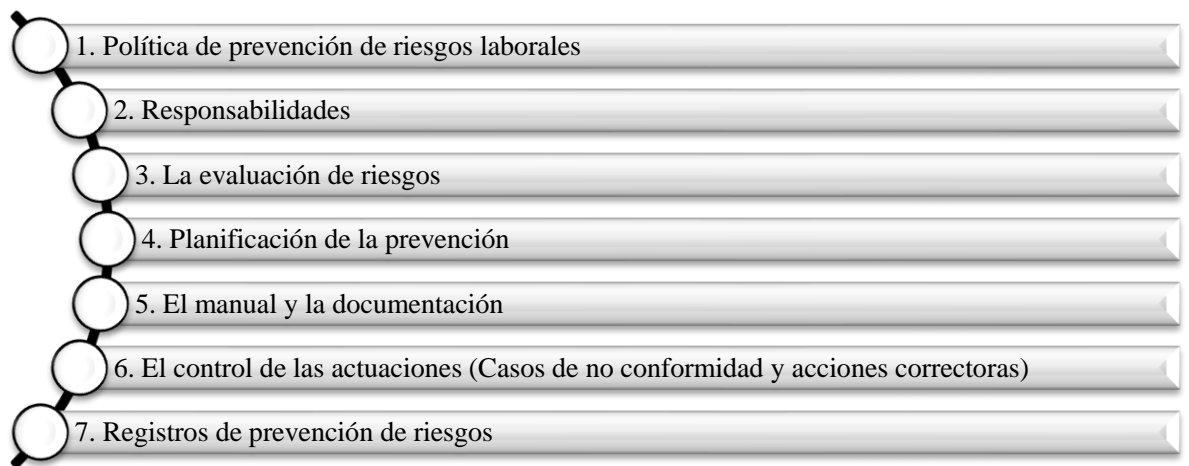 1. Política de prevención de riesgos laborales
2. Responsabilidades
3. La evaluación de riesgos
4. Planificación de la prevención
5. El manual y la documentación
6. El control de las actuaciones (Casos de no conformidad y acciones correctoras)
7. Registros de prevención de riesgos